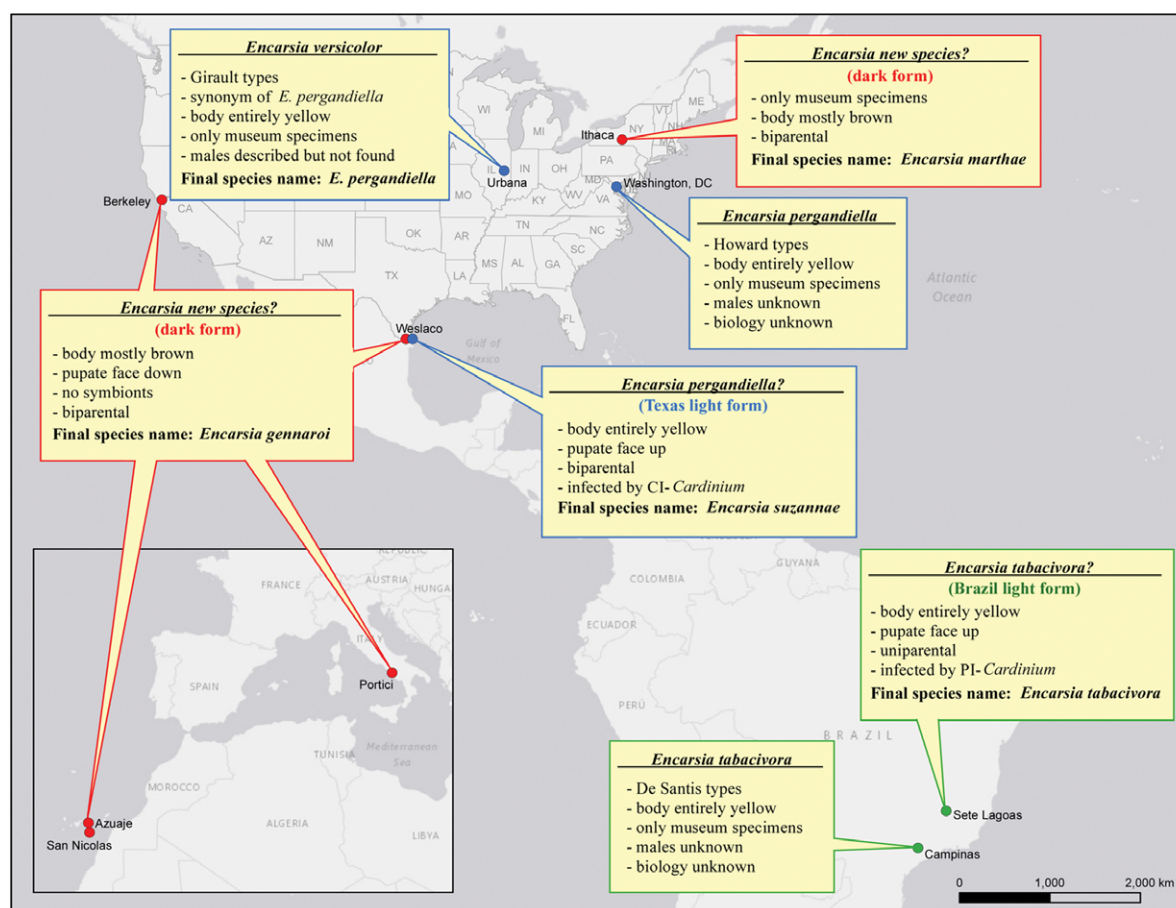 Encarsia versicolor
- Girault types
- synonym of E. pergandiella
- body entirely yellow
- only museum specimens
- males described but not found
Final species name: E. pergandiella
Encarsia new species?
(dark form)
- only museum specimens
- body mostly brown
- biparental
Final species name: Encarsia marthae
Encarsia pergandiella
- Howard types
- body entirely yellow
- only museum specimens
- males unknown
- biology unknown
Encarsia new species?
(dark form)
- body mostly brown
- pupate face down
- no symbionts
- biparental
Final species name: Encarsia gennaroi
Encarsia pergandiella?
(Texas light form)
- body entirely yellow
- pupate face up
- biparental
- infected by CI-Cardinium
Final species name: Encarsia suzannae
Encarsia tabacivora?
(Brazil light form)
- body entirely yellow
- pupate face up
- uniparental
- infected by PI-Cardinium
Final species name: Encarsia tabacivora
Encarsia tabacivora
- De Santis types
- body entirely yellow
- only museum specimens
- males unknown
- biology unknown
Ithaca
Urbana
Washington, DC
Berkeley
Weslaco
Portici
Azuaje
San Nicolas
Sete Lagoas
Campinas
WI
MI
NY
VT
NH
ME
MA
PA
IL
IN
OH
MD
WV
VA
KY
MO
CA
AZ
NM
OK
AR
TN
NC
SC
TX
LA
MS
AL
GA
FL
Atlantic
Ocean
Gulf of
Mexico
COLOMBIA
GUYANA
ECUADOR
PERÚ
BRAZIL
FRANCE
AUSTRIA
HUNGAR
ITALY
SPAIN
TUNISIA
Mediterranean
Sea
MOROCCO
ALGERIA
LIBYA
0 1,000 2,000 km